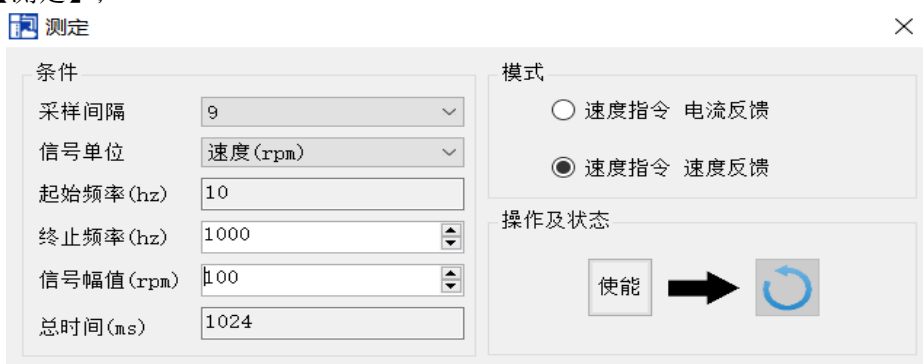 测定
条件
采样间隔 9
信号单位 速度(rpm)
起始频率(hz) 10
终止频率(hz) 1000
信号幅值(rpm) 100
总时间(ms) 1024
模式
速度指令 电流反馈
速度指令 速度反馈
操作及状态
使能